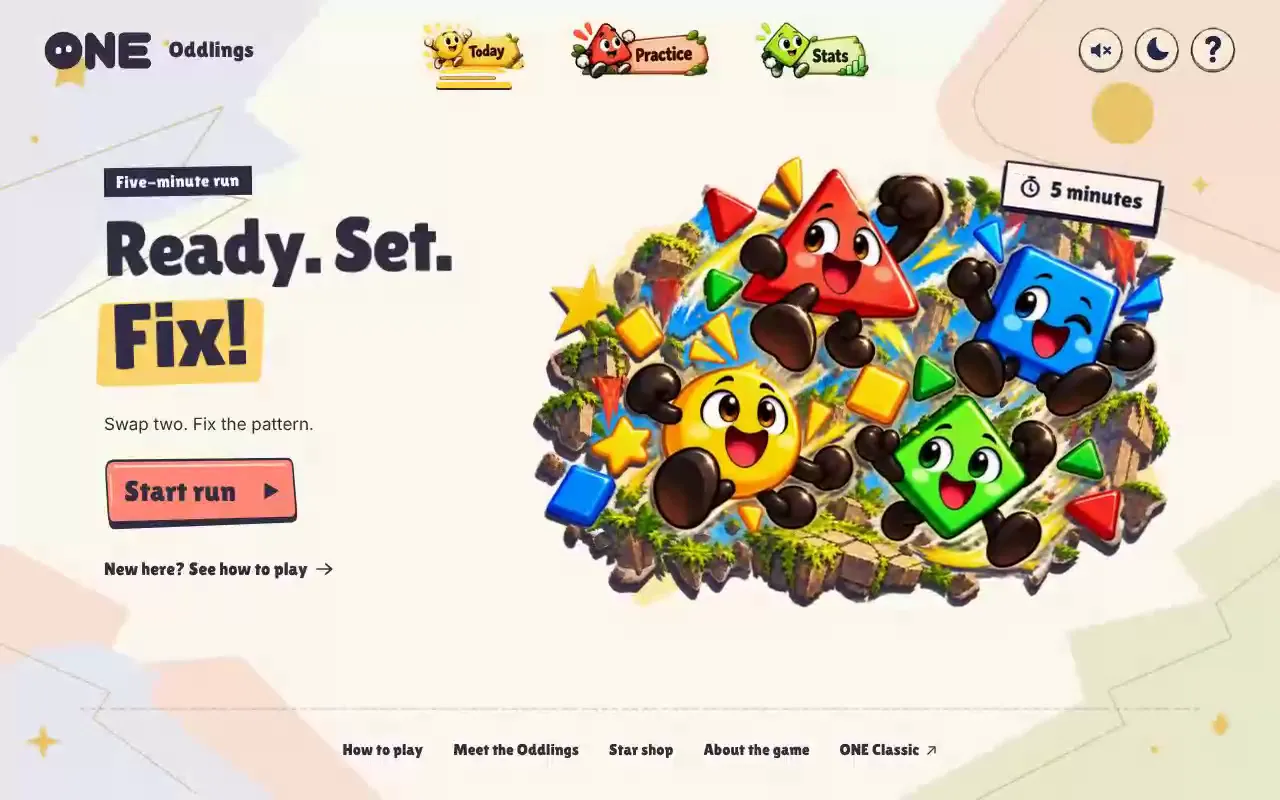 ONE Oddlings
Today
Practice
Stats
?
Five-minute run
5 minutes
Ready. Set.
Fix!
Swap two. Fix the pattern.
Start run
New here? See how to play →
How to play
Meet the Oddlings
Star shop
About the game
ONE Classic ↗